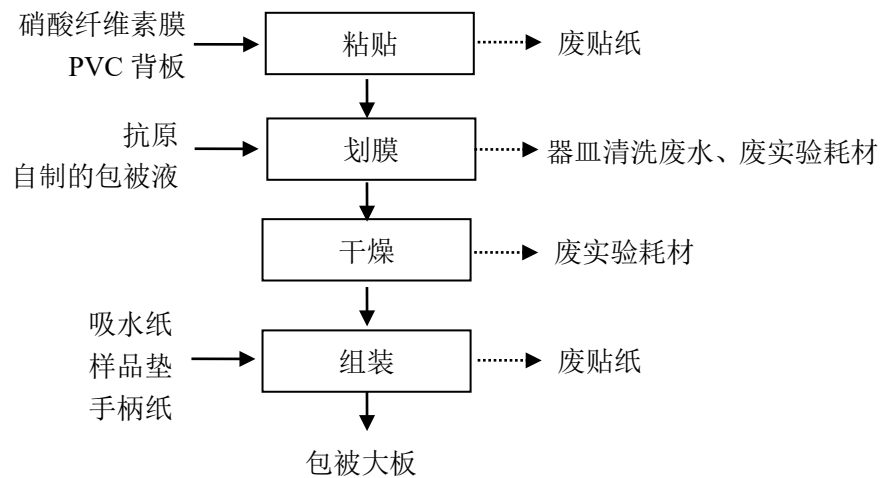 硝酸纤维素膜
PVC 背板
粘贴
废贴纸
抗原
自制的包被液
划膜
器皿清洗废水、废实验耗材
干燥
废实验耗材
吸水纸
样品垫
手柄纸
组装
废贴纸
包被大板